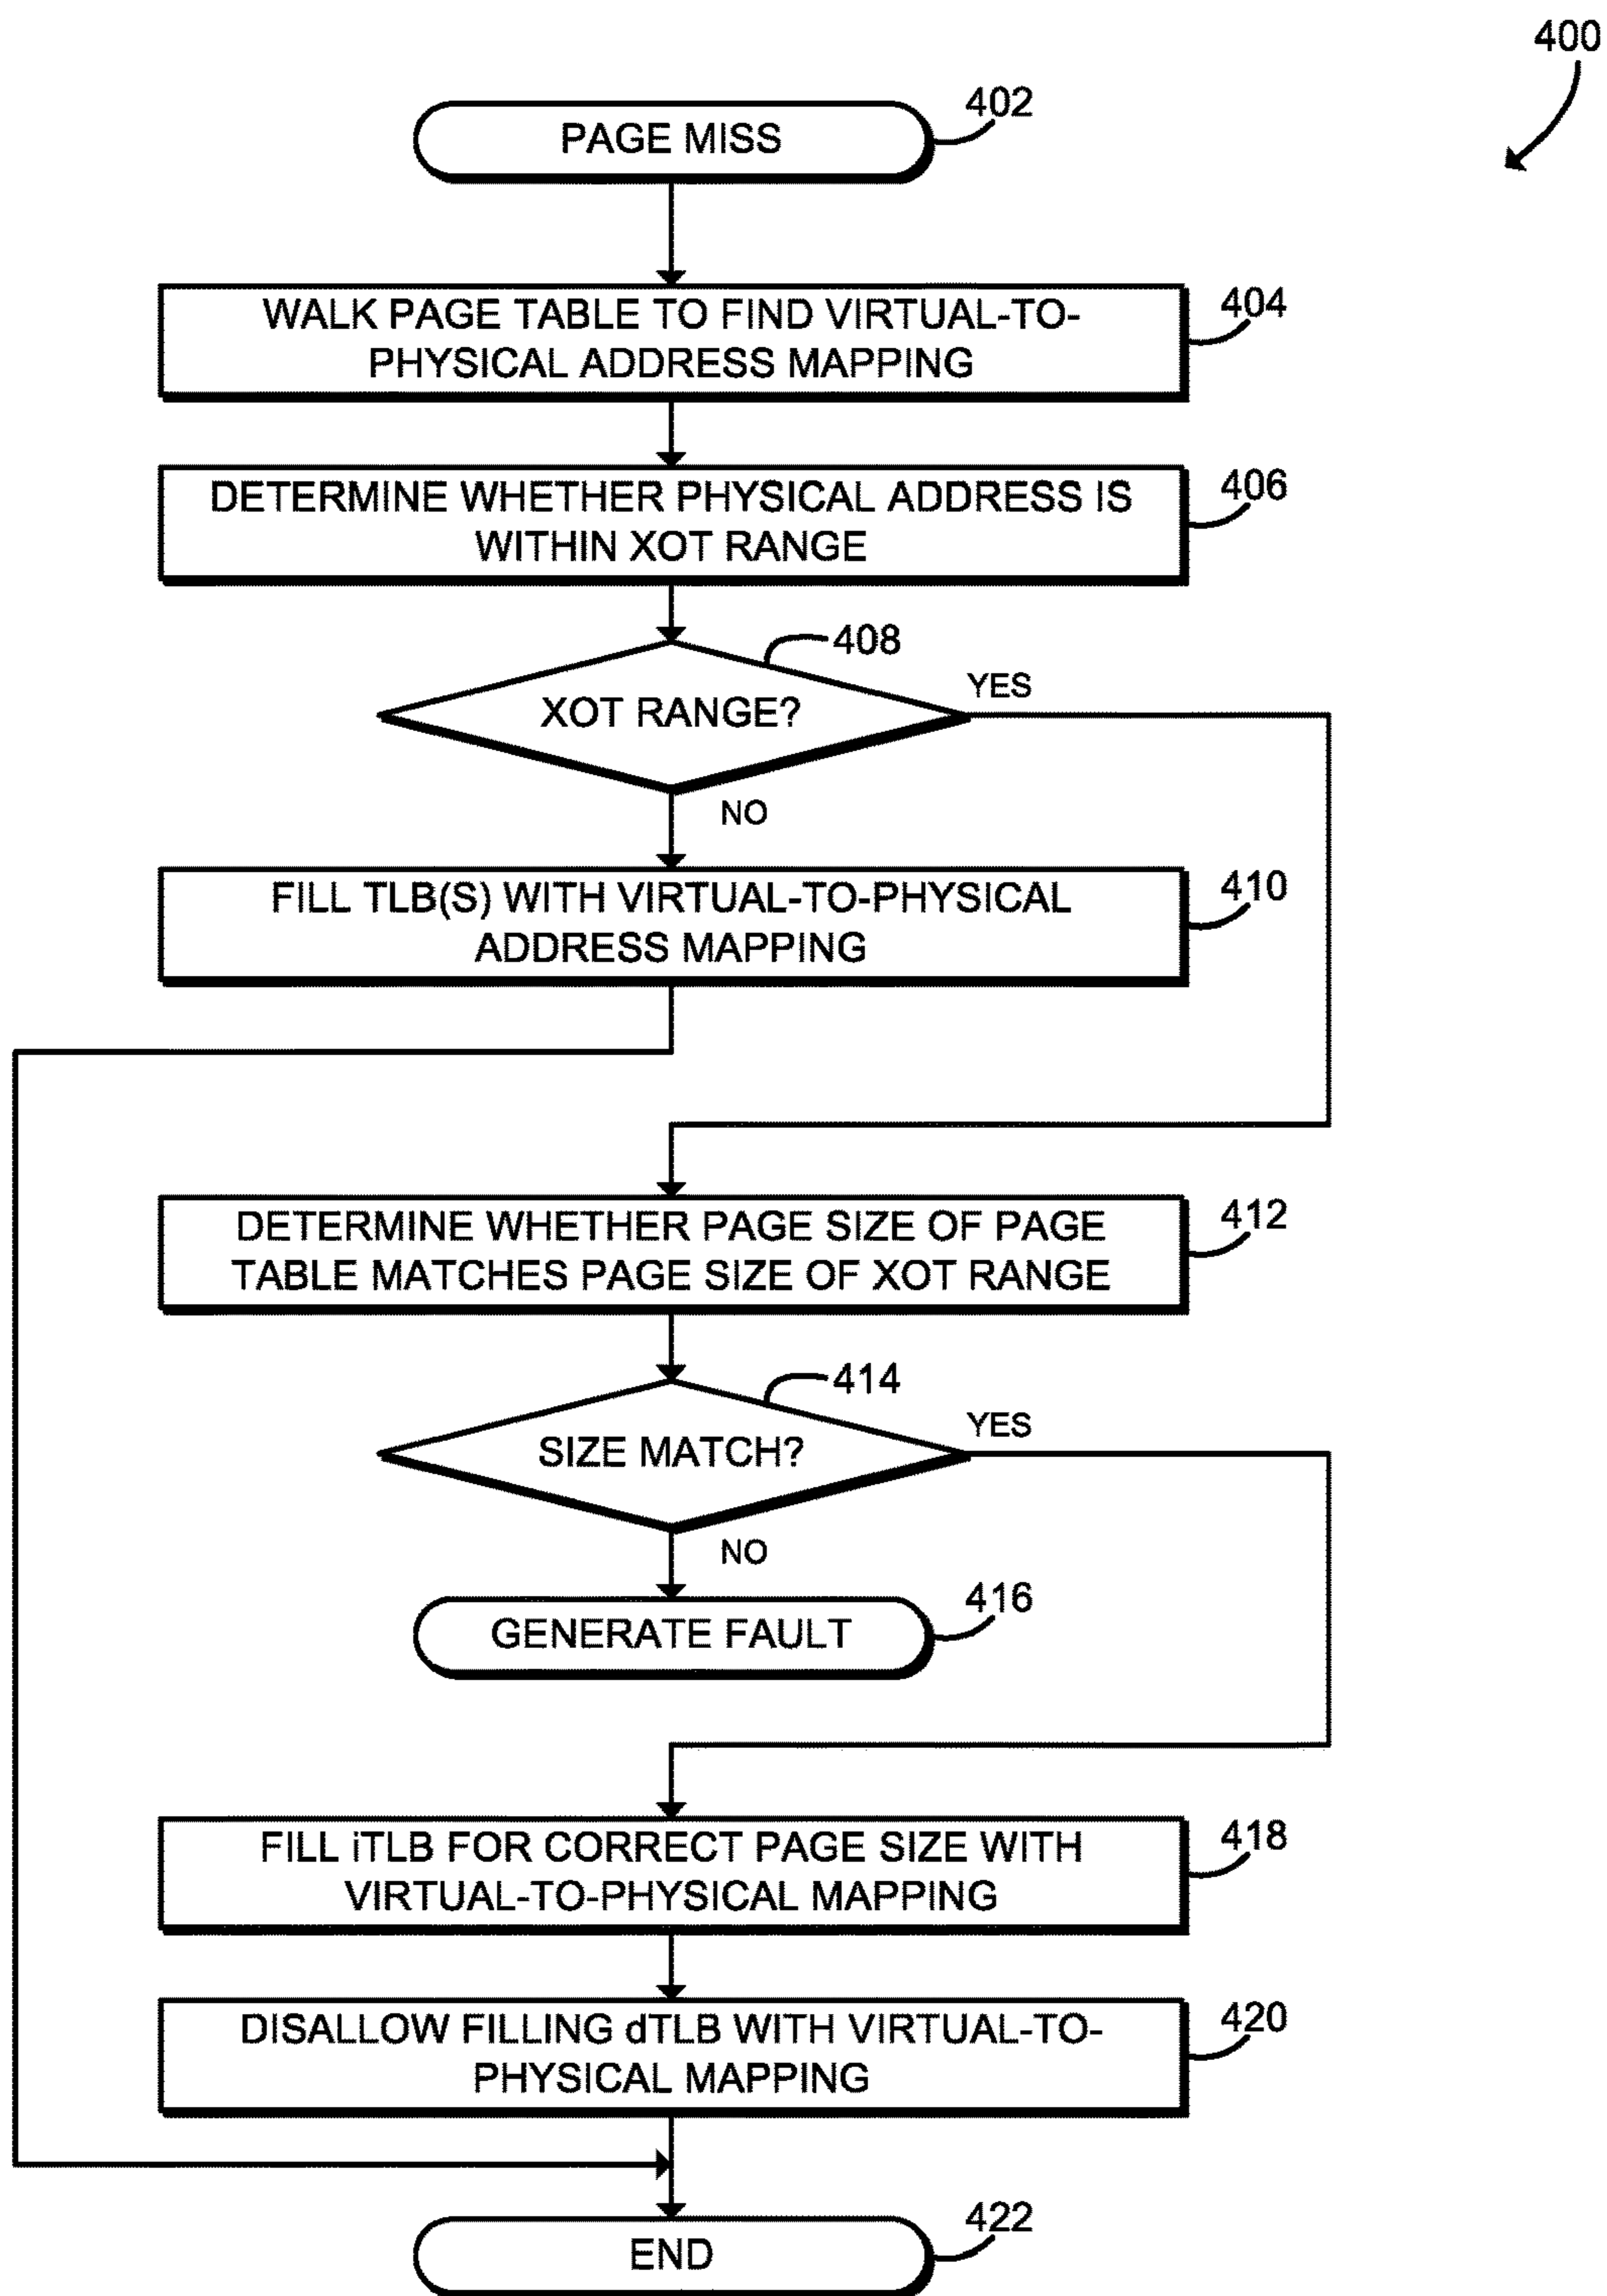 400
PAGE MISS
402
WALK PAGE TABLE TO FIND VIRTUAL-TO-
PHYSICAL ADDRESS MAPPING
404
DETERMINE WHETHER PHYSICAL ADDRESS IS
WITHIN XOT RANGE
406
408
XOT RANGE?
YES
NO
FILL TLB(S) WITH VIRTUAL-TO-PHYSICAL
ADDRESS MAPPING
410
DETERMINE WHETHER PAGE SIZE OF PAGE
TABLE MATCHES PAGE SIZE OF XOT RANGE
412
414
SIZE MATCH?
YES
NO
GENERATE FAULT
416
FILL iTLB FOR CORRECT PAGE SIZE WITH
VIRTUAL-TO-PHYSICAL MAPPING
418
DISALLOW FILLING dTLB WITH VIRTUAL-TO-
PHYSICAL MAPPING
420
END
422